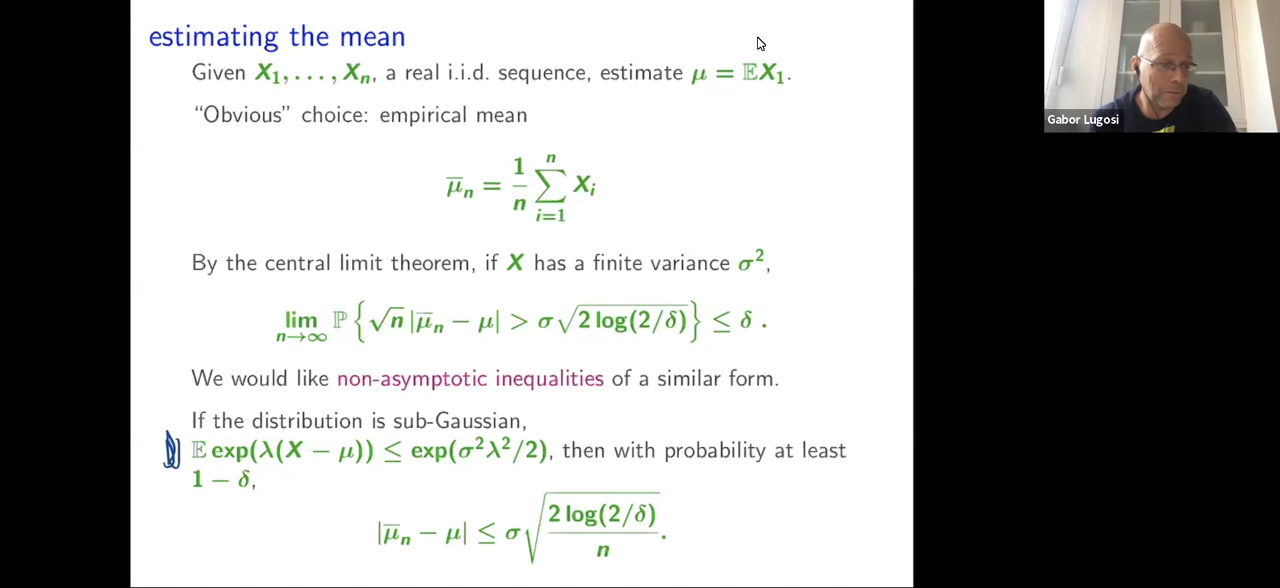 estimating the mean
Given X₁, . . . , Xₙ, a real i.i.d. sequence, estimate μ = 𝔼X₁.
“Obvious” choice: empirical mean
μ̅ₙ = 1/n ∑ⁿᵢ₌₁ Xᵢ
By the central limit theorem, if X has a finite variance σ²,
lim n→∞ ℙ{√n |μ̅ₙ − μ| > σ√(2 log(2/δ))} ≤ δ .
We would like non-asymptotic inequalities of a similar form.
If the distribution is sub-Gaussian,
𝔼 exp(λ(X − μ)) ≤ exp(σ²λ²/2), then with probability at least
1 − δ,
|μ̅ₙ − μ| ≤ σ√(2 log(2/δ)/n).
Gabor Lugosi